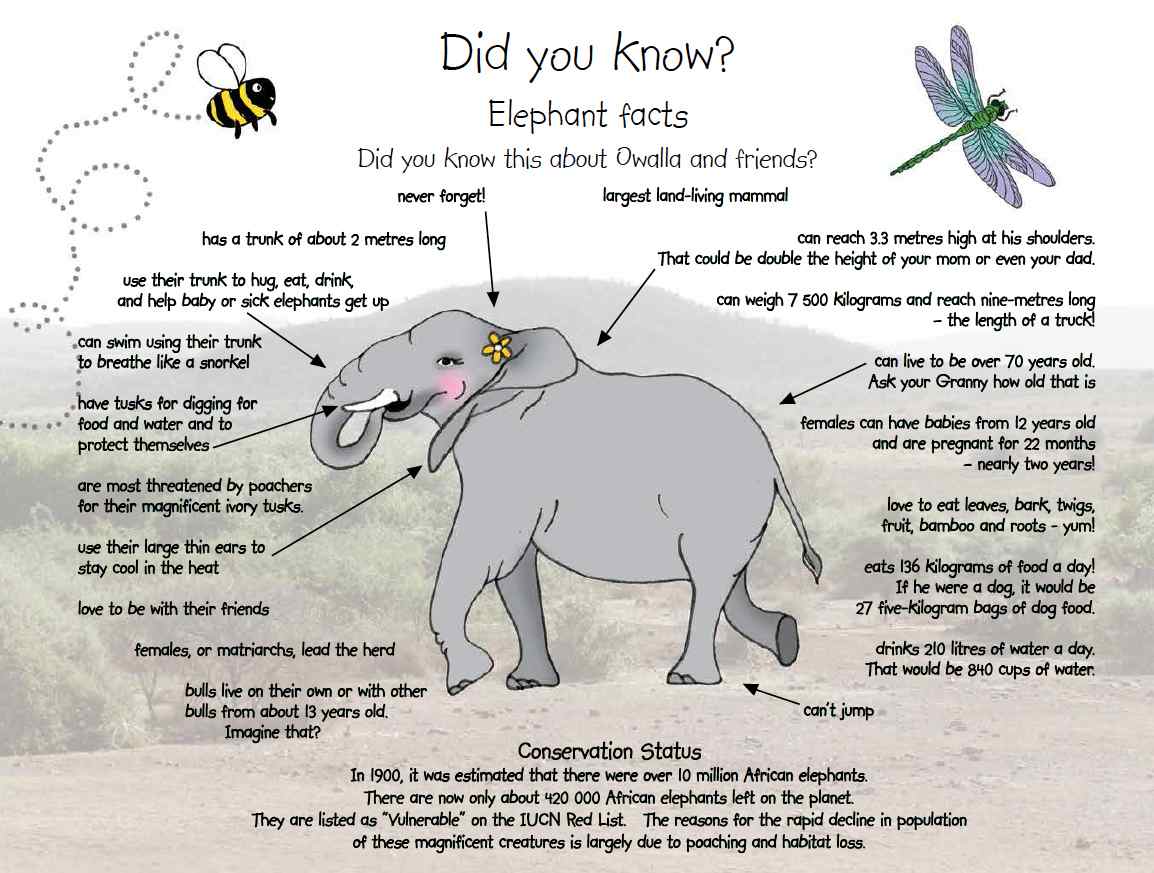 Did you know?
Elephant facts
Did you know this about Owalla and friends?
never forget!
largest land-living mammal
has a trunk of about 2 metres long
use their trunk to hug, eat, drink,
and help baby or sick elephants get up
can swim using their trunk
to breathe like a snorkel
have tusks for digging for
food and water and to
protect themselves
are most threatened by poachers
for their magnificent ivory tusks.
use their large thin ears to
stay cool in the heat
love to be with their friends
females, or matriarchs, lead the herd
bulls live on their own or with other
bulls from about 13 years old.
Imagine that?
can reach 3.3 metres high at his shoulders.
That could be double the height of your mom or even your dad.
can weigh 7 500 kilograms and reach nine-metres long
– the length of a truck!
can live to be over 70 years old.
Ask your Granny how old that is
females can have babies from 12 years old
and are pregnant for 22 months
– nearly two years!
love to eat leaves, bark, twigs,
fruit, bamboo and roots - yum!
eats 136 kilograms of food a day!
If he were a dog, it would be
27 five-kilogram bags of dog food.
drinks 210 litres of water a day.
That would be 840 cups of water.
can't jump
Conservation Status
In 1900, it was estimated that there were over 10 million African elephants.
There are now only about 420 000 African elephants left on the planet.
They are listed as "Vulnerable" on the IUCN Red List. The reasons for the rapid decline in population
of these magnificent creatures is largely due to poaching and habitat loss.